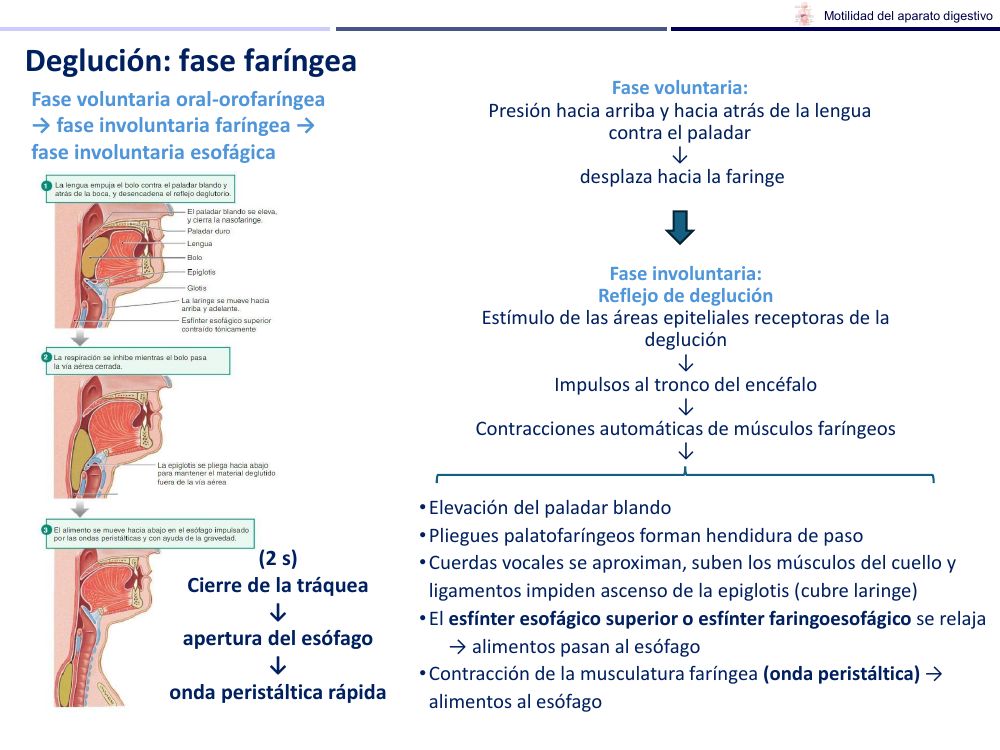 Motilidad del aparato digestivo
Deglución: fase faríngea
Fase voluntaria oral-orofaríngea
→ fase involuntaria faríngea →
fase involuntaria esofágica
1 La lengua empuja el bolo contra el paladar blando y
atrás de la boca, y desencadena el reflejo deglutorio.
El paladar blando se eleva,
y cierra la nasofaringe.
Paladar duro
Lengua
Bolo
Epiglotis
Glotis
La laringe se mueve hacia
arriba y adelante.
Esfínter esofágico superior
contraído tónicamente
2 La respiración se inhibe mientras el bolo pasa
la vía aérea cerrada.
La epiglotis se pliega hacia abajo
para mantener el material deglutido
fuera de la vía aérea
3 El alimento se mueve hacia abajo en el esófago impulsado
por las ondas peristálticas y con ayuda de la gravedad.
(2 s)
Cierre de la tráquea
↓
apertura del esófago
↓
onda peristáltica rápida
Fase voluntaria:
Presión hacia arriba y hacia atrás de la lengua
contra el paladar
↓
desplaza hacia la faringe
Fase involuntaria:
Reflejo de deglución
Estímulo de las áreas epiteliales receptoras de la
deglución
↓
Impulsos al tronco del encéfalo
↓
Contracciones automáticas de músculos faríngeos
↓
•Elevación del paladar blando
•Pliegues palatofaríngeos forman hendidura de paso
•Cuerdas vocales se aproximan, suben los músculos del cuello y
ligamentos impiden ascenso de la epiglotis (cubre laringe)
•El esfínter esofágico superior o esfínter faringoesofágico se relaja
→ alimentos pasan al esófago
•Contracción de la musculatura faríngea (onda peristáltica) →
alimentos al esófago